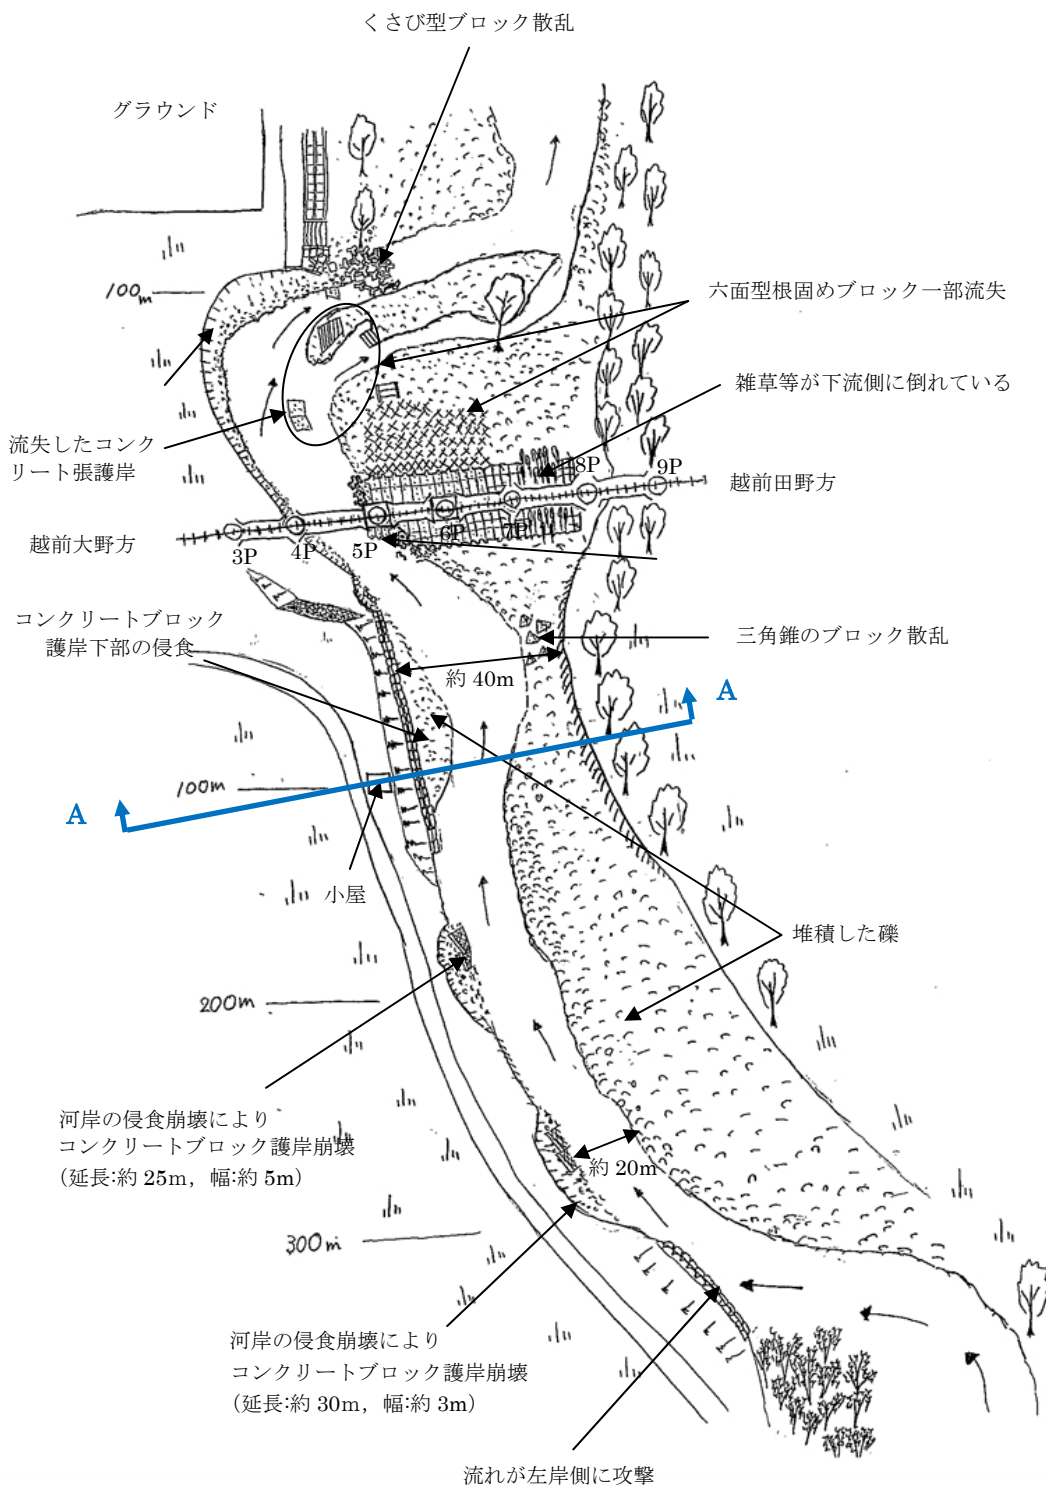 くさび型ブロック散乱
グラウンド
100m
六面型根固めブロック一部流失
雑草等が下流側に倒れている
流失したコンク
リート張護岸
8P
9P
越前田野方
越前大野方
3P
4P
5P
6P
7P
コンクリートブロック
護岸下部の侵食
三角錐のブロック散乱
約 40m
A
100m
A
小屋
堆積した礫
200m
河岸の侵食崩壊により
コンクリートブロック護岸崩壊
(延長:約 25m，幅:約 5m)
約 20m
300m
河岸の侵食崩壊により
コンクリートブロック護岸崩壊
(延長:約 30m，幅:約 3m)
流れが左岸側に攻撃